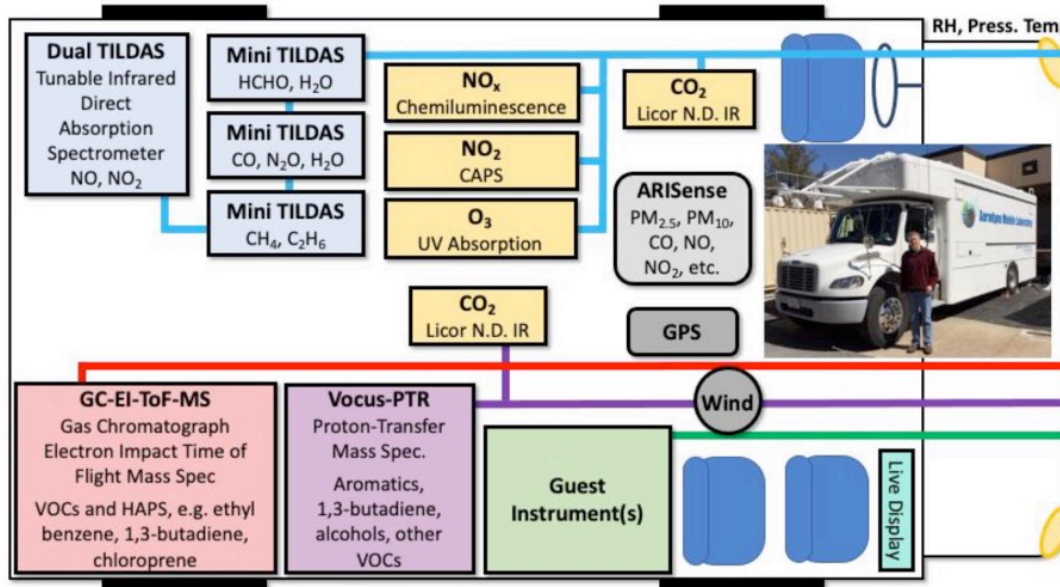 RH, Press. Tem
Dual TILDAS
Tunable Infrared
Direct
Absorption
Spectrometer
NO, NO₂
Mini TILDAS
HCHO, H₂O
Mini TILDAS
CO, N₂O, H₂O
Mini TILDAS
CH₄, C₂H₆
NOₓ
Chemiluminescence
NO₂
CAPS
O₃
UV Absorption
CO₂
Licor N.D. IR
ARISense
PM₂.₅, PM₁₀,
CO, NO,
NO₂, etc.
Aerodyne Mobile Laboratory
CO₂
Licor N.D. IR
GPS
Wind
GC-EI-ToF-MS
Gas Chromatograph
Electron Impact Time of
Flight Mass Spec
VOCs and HAPS, e.g. ethyl
benzene, 1,3-butadiene,
chloroprene
Vocus-PTR
Proton-Transfer
Mass Spec.
Aromatics,
1,3-butadiene,
alcohols, other
VOCs
Guest
Instrument(s)
Live Display